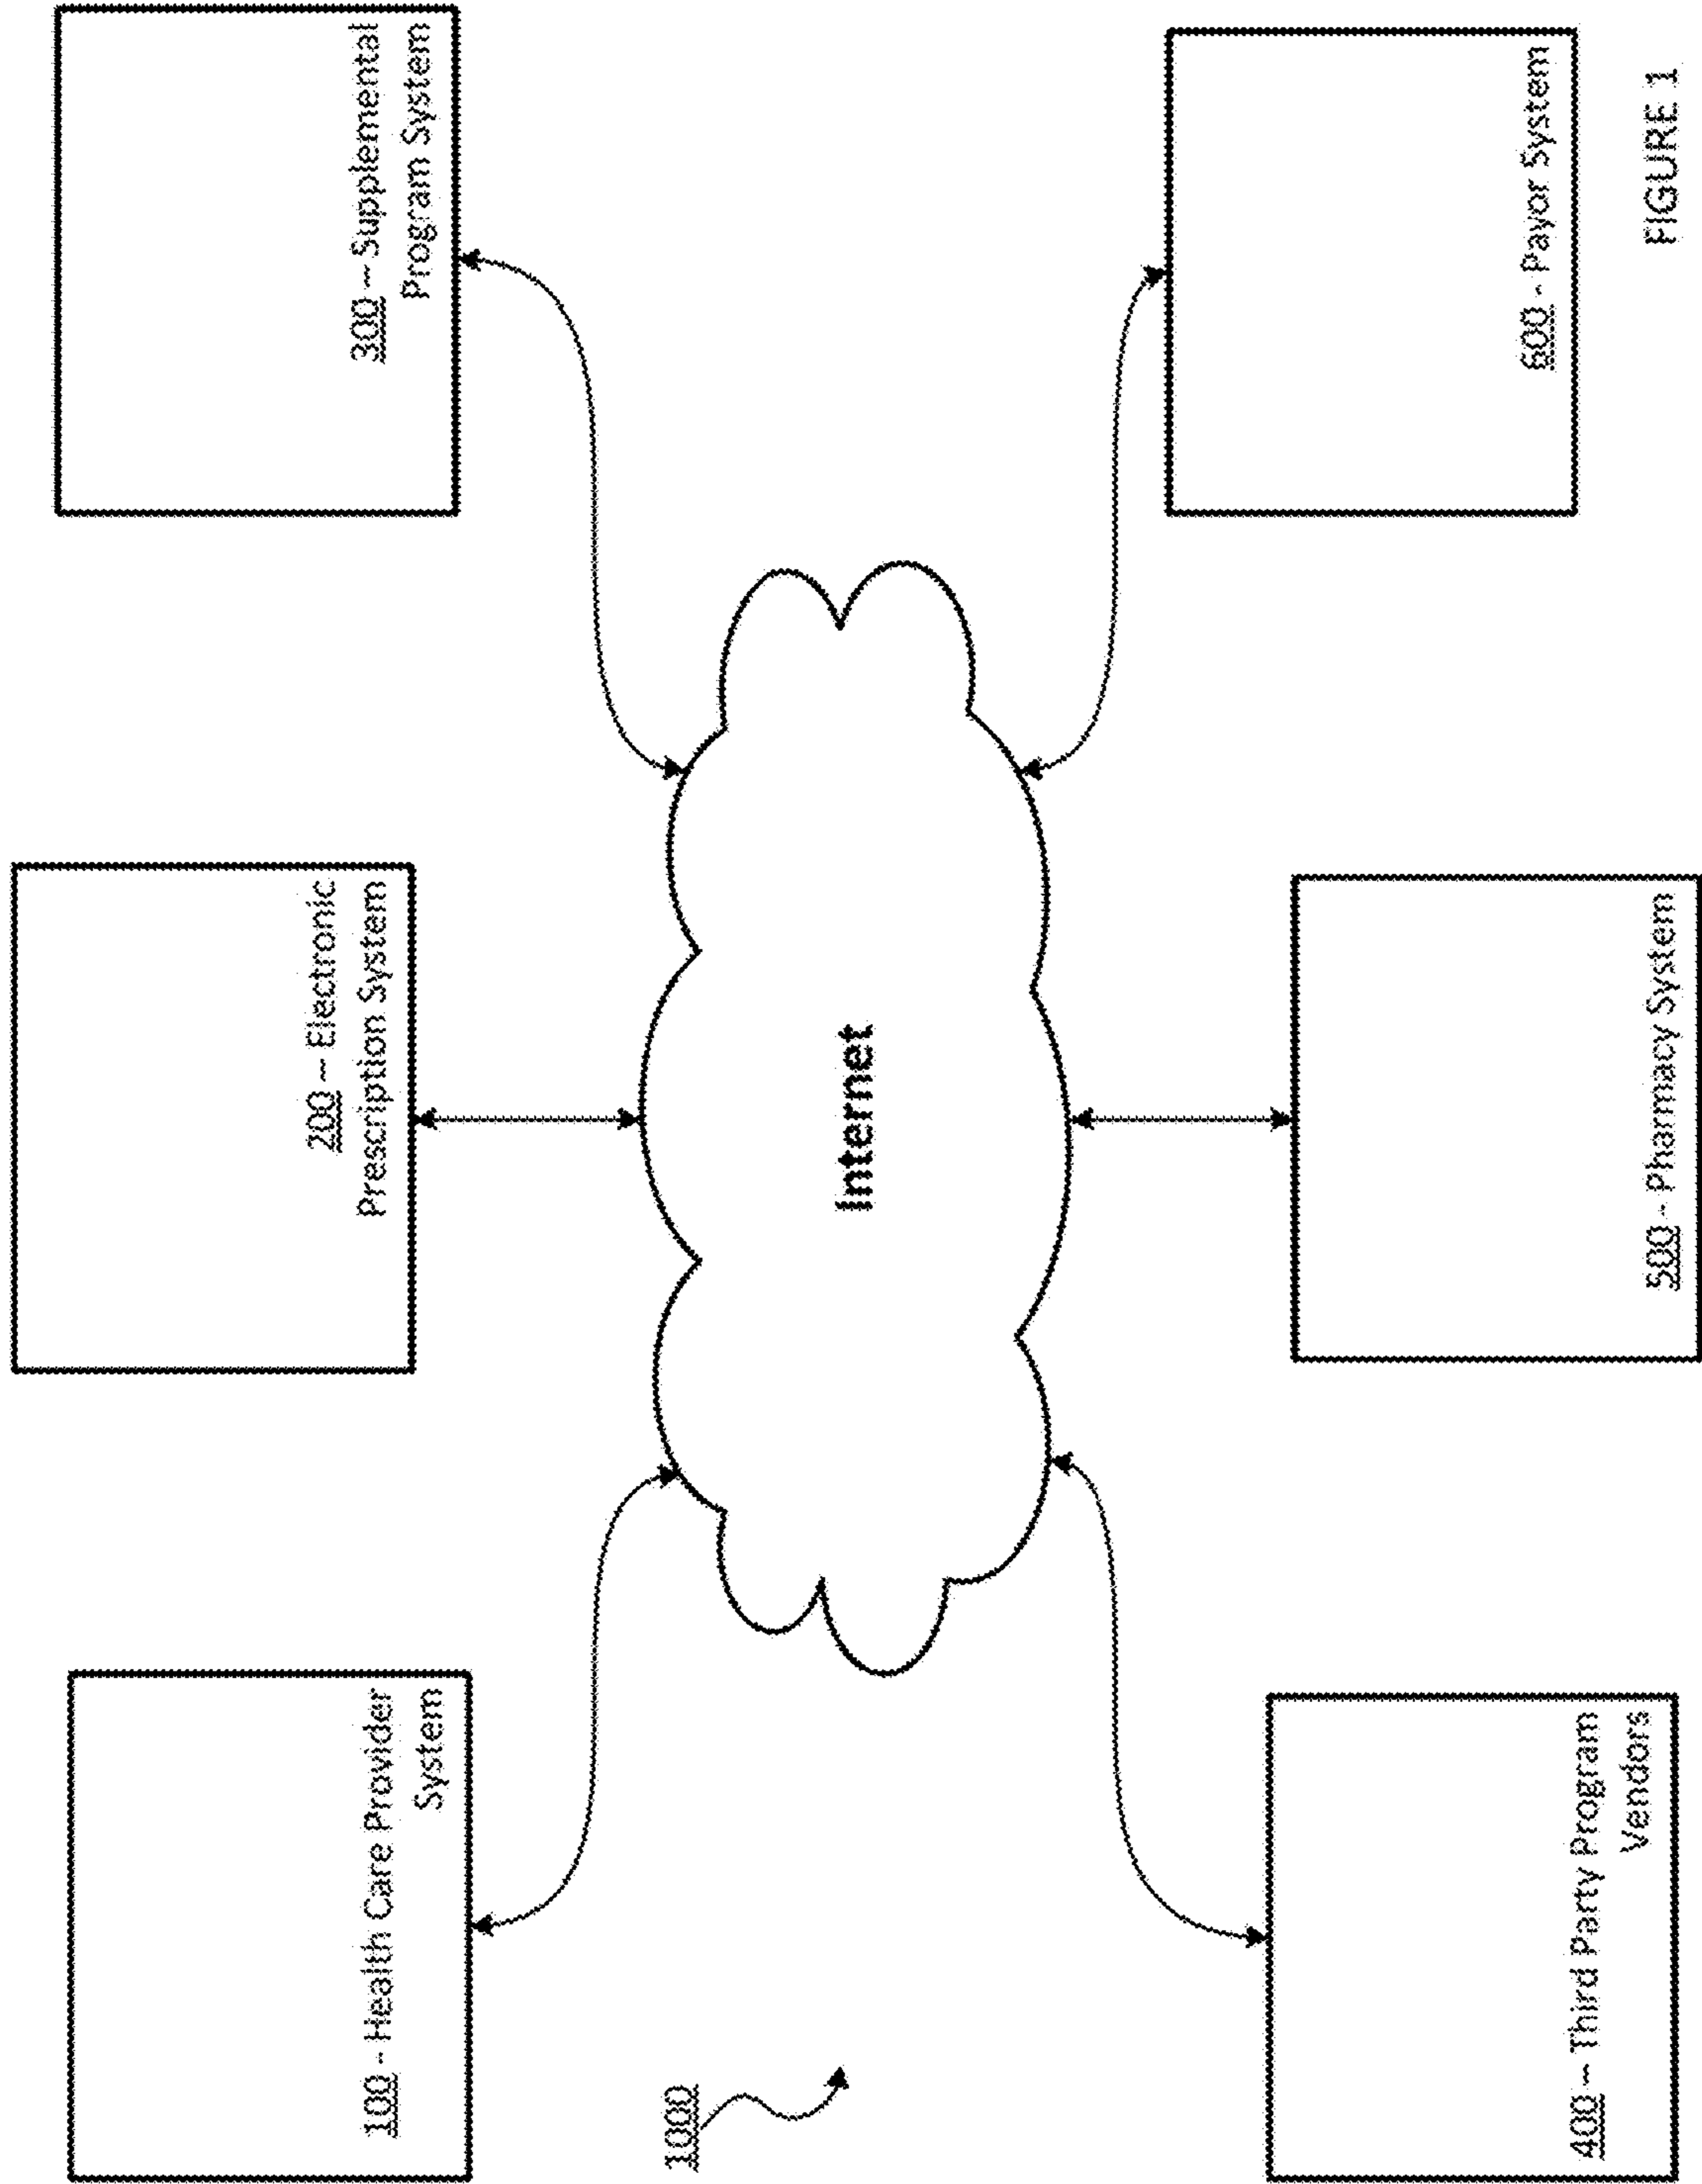 100 - Health Care Provider
System
200 – Electronic
Prescription System
300 – Supplemental
Program System
1000
Internet
400 – Third Party Program
Vendors
500 - Pharmacy System
600 - Payor System
FIGURE 1